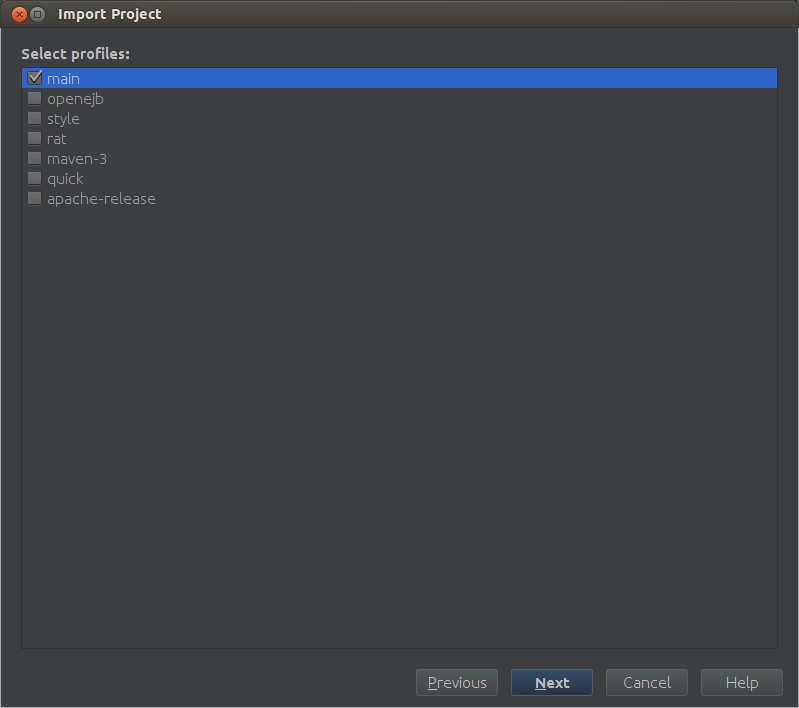 Import Project
Select profiles:
main
openejb
style
rat
maven-3
quick
apache-release
Previous Next Cancel Help